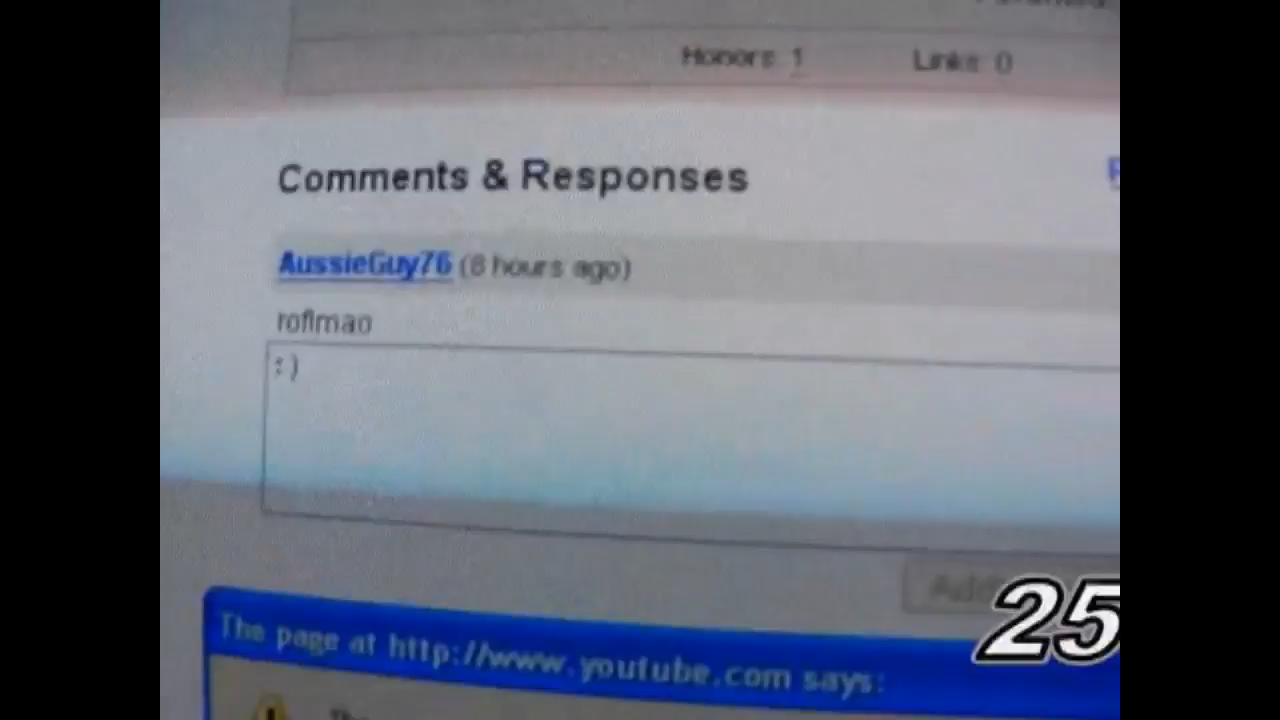 Honors: 1 Links: 0
Comments & Responses
AussieGuy76 (8 hours ago)
roflmao
:)
Add
25
The page at http://www.youtube.com says: